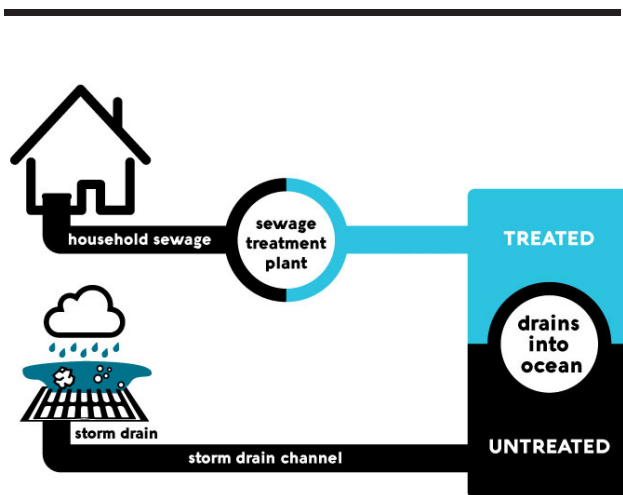 household sewage
sewage
treatment
plant
TREATED
drains
into
ocean
storm drain
storm drain channel
UNTREATED